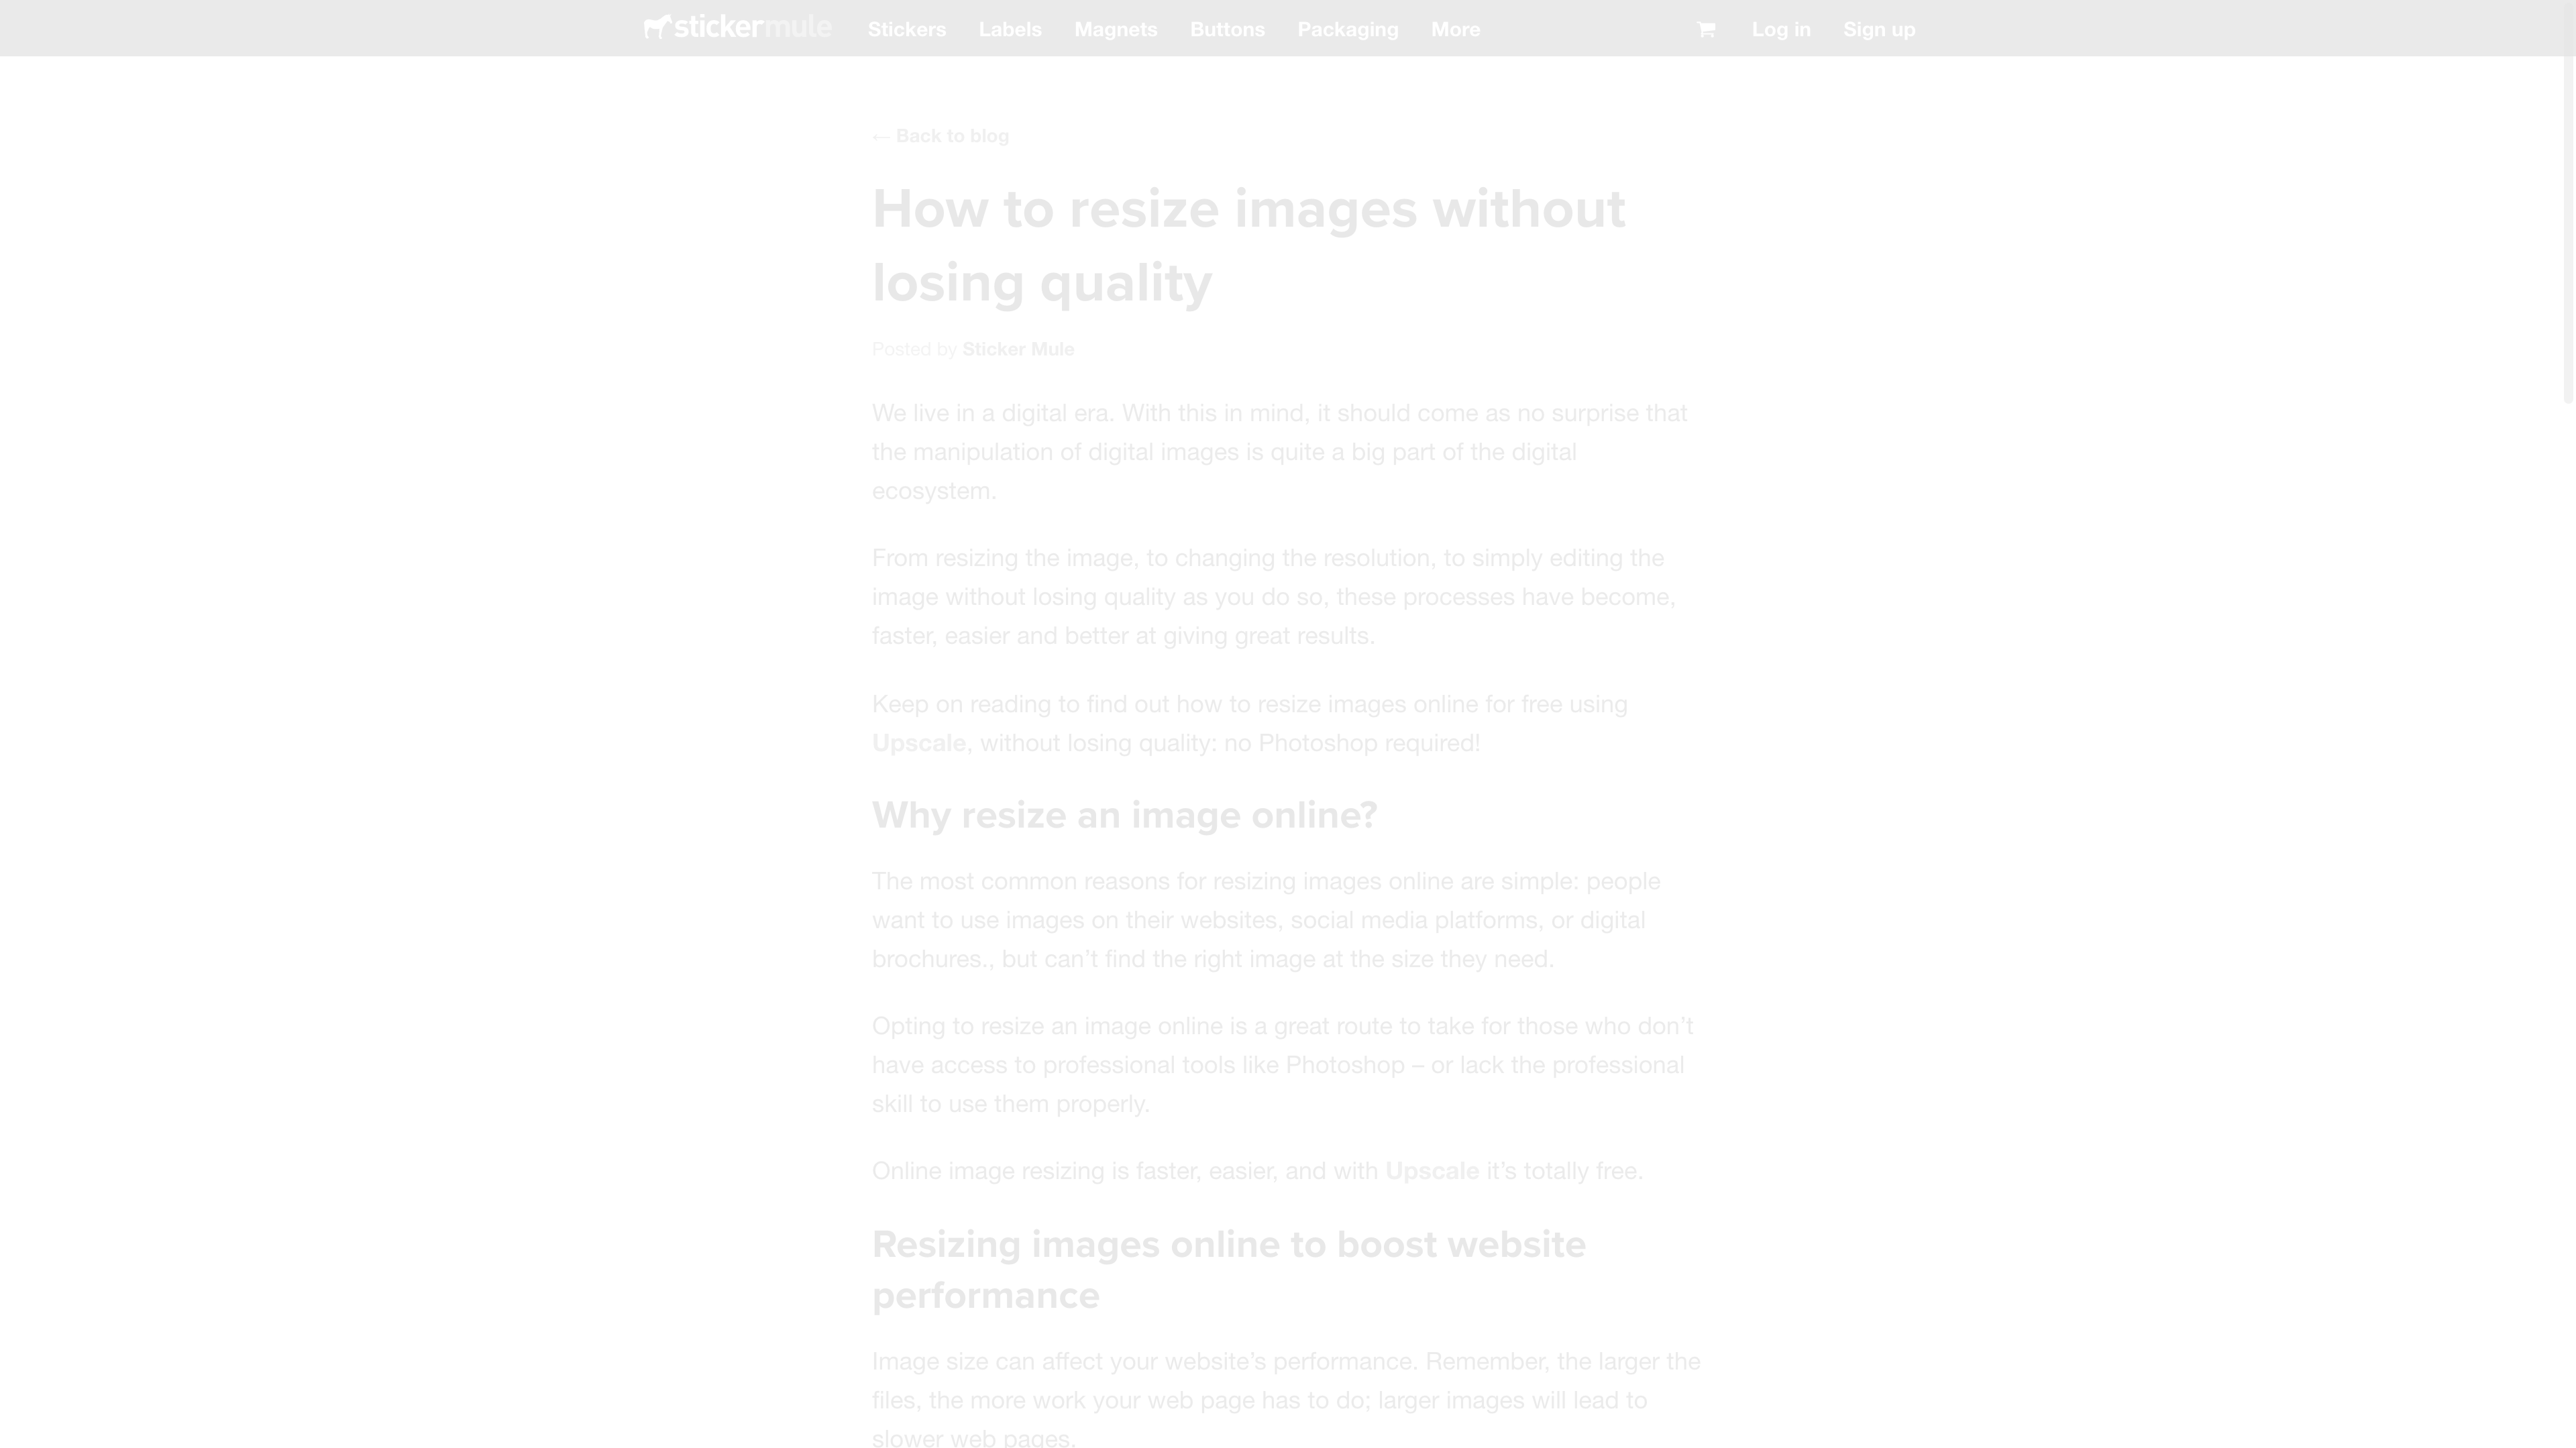 stickermule Stickers Labels Magnets Buttons Packaging More Log in Sign up
← Back to blog
How to resize images without
losing quality
Posted by Sticker Mule
We live in a digital era. With this in mind, it should come as no surprise that
the manipulation of digital images is quite a big part of the digital
ecosystem.
From resizing the image, to changing the resolution, to simply editing the
image without losing quality as you do so, these processes have become,
faster, easier and better at giving great results.
Keep on reading to find out how to resize images online for free using
Upscale, without losing quality: no Photoshop required!
Why resize an image online?
The most common reasons for resizing images online are simple: people
want to use images on their websites, social media platforms, or digital
brochures., but can’t find the right image at the size they need.
Opting to resize an image online is a great route to take for those who don’t
have access to professional tools like Photoshop – or lack the professional
skill to use them properly.
Online image resizing is faster, easier, and with Upscale it’s totally free.
Resizing images online to boost website
performance
Image size can affect your website’s performance. Remember, the larger the
files, the more work your web page has to do; larger images will lead to
slower web pages.